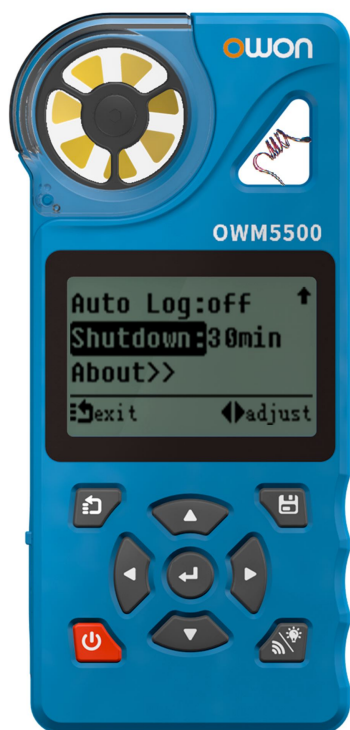 owon
OWM5500
Auto Log:off
Shutdown:30min
About>>
exit
adjust